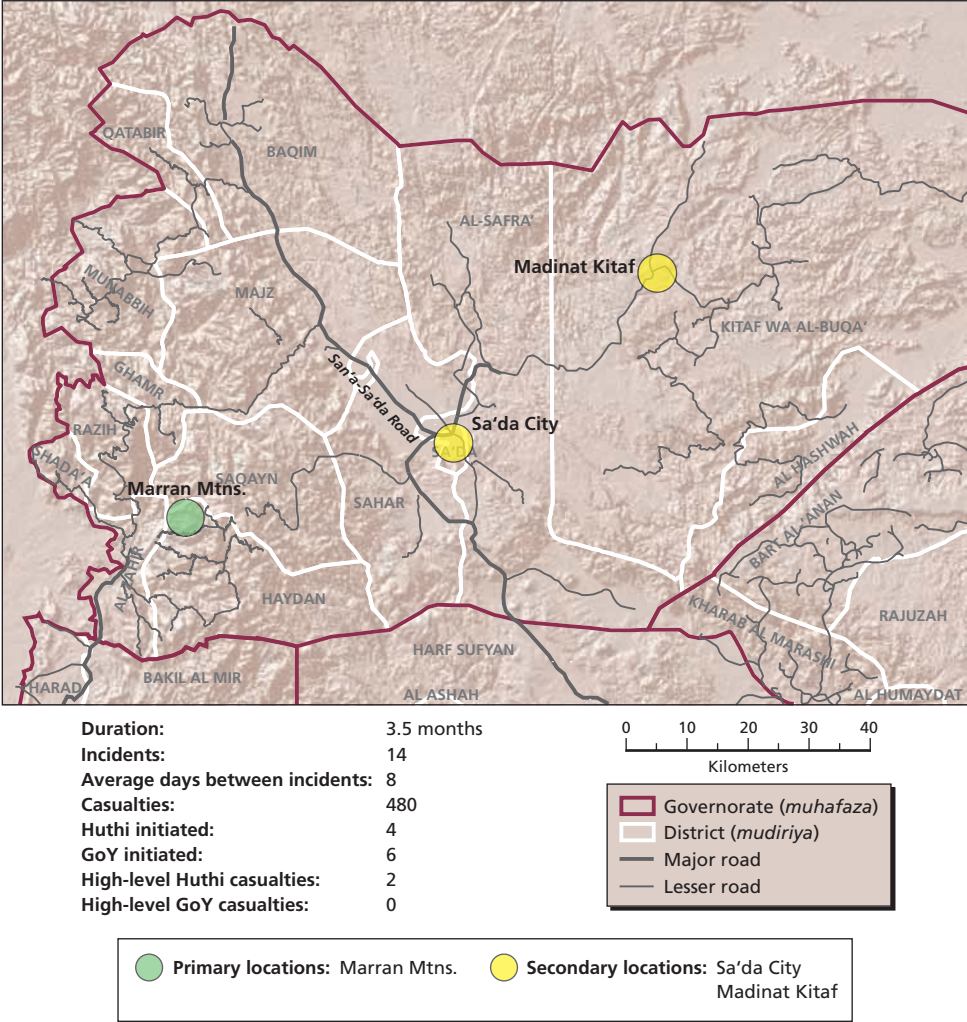 QATABIR
BAQIM
AL-SAFRA'
Madinat Kitaf
MUNABBIH
MAJZ
KITAF WA AL-BUQA'
San'a-Sa'da Road
GHAMR
RAZIH
Sa'da City
SA'DA
SHADA'A
SAQAYN
Marran Mtns.
AL HASHWAH
SAHAR
BART AL-'ANAN
AL ZAHIR
HAYDAN
KHARAB AL MARASHI
RAJUZAH
HARF SUFYAN
BAKIL AL MIR
HARAD
AL ASHAH
AL HUMAYDAT
Duration: 3.5 months
Incidents: 14
Average days between incidents: 8
Casualties: 480
Huthi initiated: 4
GoY initiated: 6
High-level Huthi casualties: 2
High-level GoY casualties: 0
0 10 20 30 40
Kilometers
Governorate (muhafaza)
District (mudiriya)
Major road
Lesser road
Primary locations: Marran Mtns.
Secondary locations: Sa'da City
Madinat Kitaf